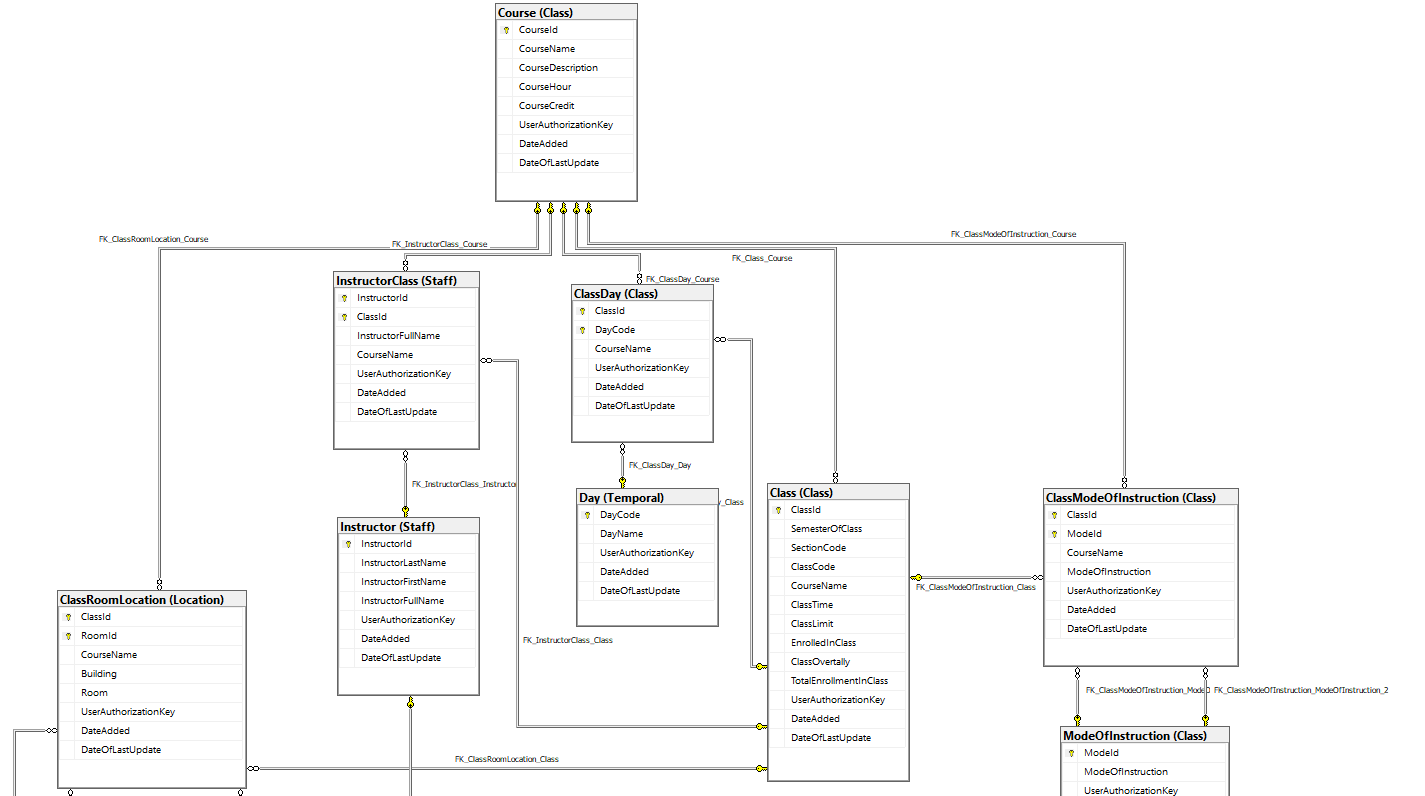 Course (Class)
CourseId
CourseName
CourseDescription
CourseHour
CourseCredit
UserAuthorizationKey
DateAdded
DateOfLastUpdate
FK_ClassRoomLocation_Course
FK_InstructorClass_Course
FK_ClassDay_Course
FK_Class_Course
FK_ClassModeOfInstruction_Course
InstructorClass (Staff)
InstructorId
ClassId
InstructorFullName
CourseName
UserAuthorizationKey
DateAdded
DateOfLastUpdate
ClassDay (Class)
ClassId
DayCode
CourseName
UserAuthorizationKey
DateAdded
DateOfLastUpdate
FK_InstructorClass_Instructor
FK_ClassDay_Day
y_Class
Instructor (Staff)
InstructorId
InstructorLastName
InstructorFirstName
InstructorFullName
UserAuthorizationKey
DateAdded
DateOfLastUpdate
Day (Temporal)
DayCode
DayName
UserAuthorizationKey
DateAdded
DateOfLastUpdate
Class (Class)
ClassId
SemesterOfClass
SectionCode
ClassCode
CourseName
ClassTime
ClassLimit
EnrolledInClass
ClassOvertally
TotalEnrollmentInClass
UserAuthorizationKey
DateAdded
DateOfLastUpdate
ClassModeOfInstruction (Class)
ClassId
ModeId
CourseName
ModeOfInstruction
UserAuthorizationKey
DateAdded
DateOfLastUpdate
FK_ClassModeOfInstruction_Class
FK_InstructorClass_Class
ClassRoomLocation (Location)
ClassId
RoomId
CourseName
Building
Room
UserAuthorizationKey
DateAdded
DateOfLastUpdate
FK_ClassRoomLocation_Class
FK_ClassModeOfInstruction_ModeO
FK_ClassModeOfInstruction_ModeOfInstruction_2
ModeOfInstruction (Class)
ModeId
ModeOfInstruction
UserAuthorizationKey